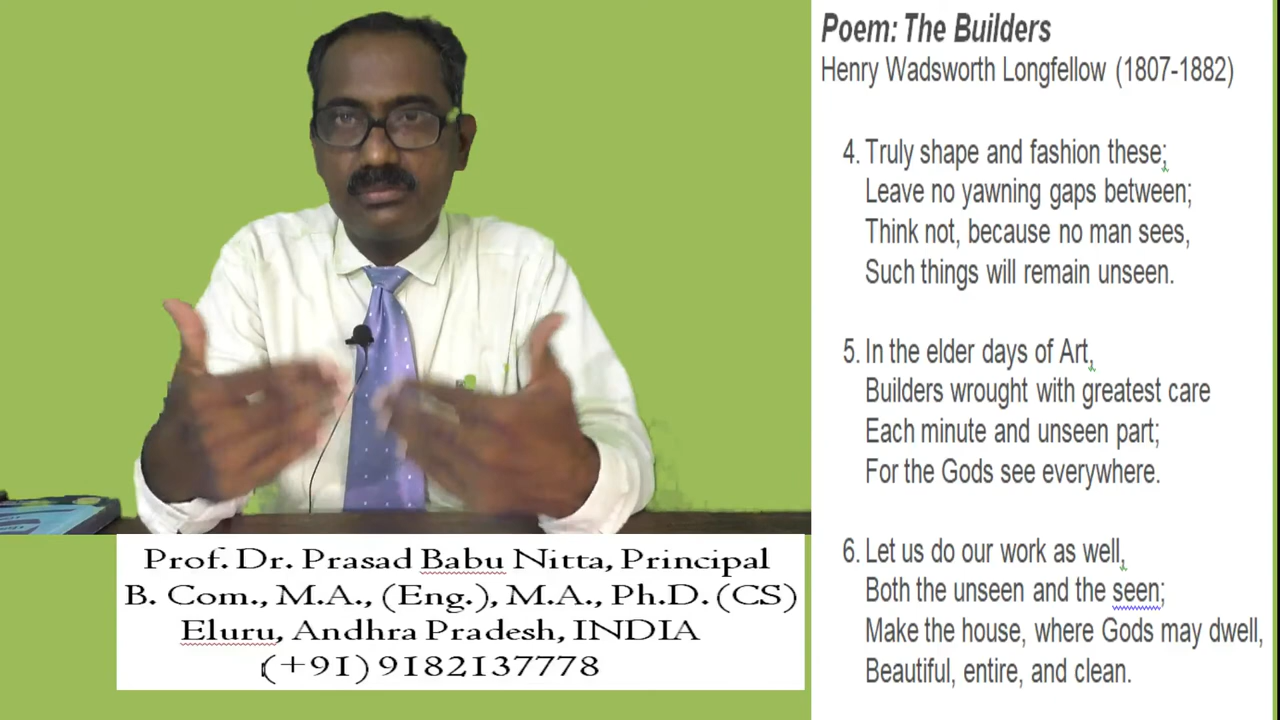 Poem: The Builders
Henry Wadsworth Longfellow (1807-1882)
4. Truly shape and fashion these;
Leave no yawning gaps between;
Think not, because no man sees,
Such things will remain unseen.
5. In the elder days of Art,
Builders wrought with greatest care
Each minute and unseen part;
For the Gods see everywhere.
6. Let us do our work as well,
Both the unseen and the seen;
Make the house, where Gods may dwell,
Beautiful, entire, and clean.
Prof. Dr. Prasad Babu Nitta, Principal
B. Com., M.A., (Eng.), M.A., Ph.D. (CS)
Eluru, Andhra Pradesh, INDIA
(+91) 9182137778